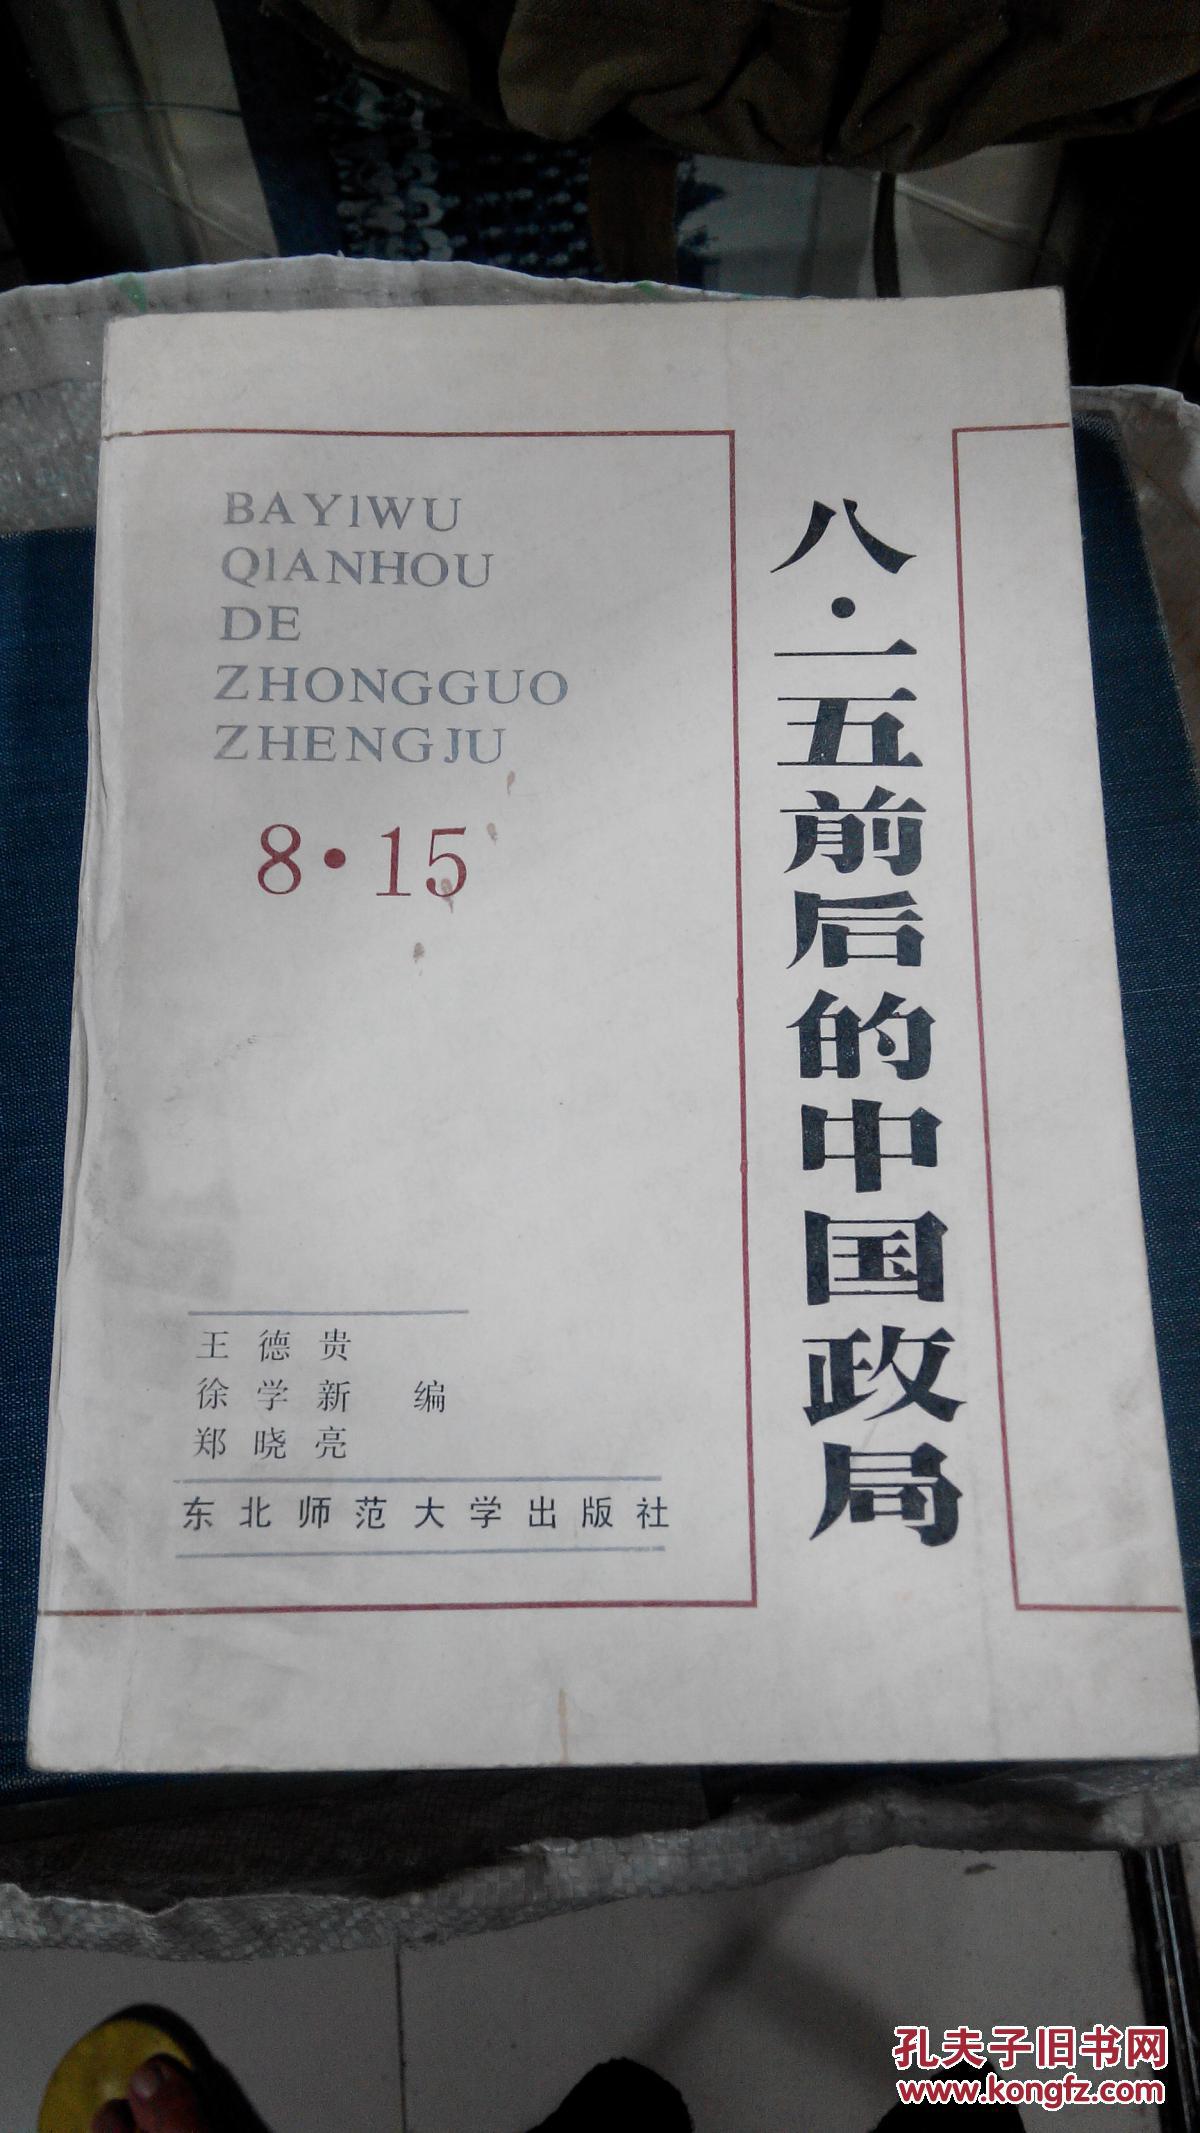 BAYIWU
QIANHOU
DE
ZHONGGUO
ZHENGJU
8·15
八·一五前后的中国政局
王德贵
徐学新 编
郑晓亮
东北师范大学出版社
孔夫子旧书网
www.kongfz.com